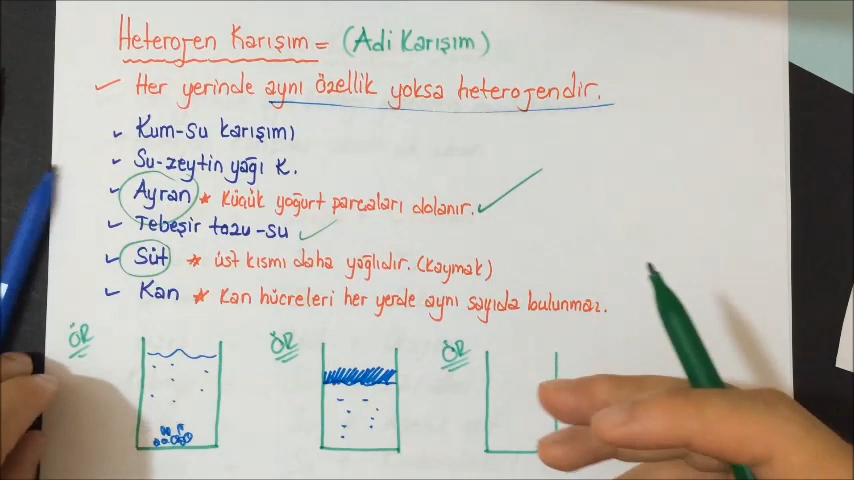 Heterojen Karışım = (Adi Karışım)
Her yerinde aynı özellik yoksa heterojendir.
Kum-Su karışımı
Su-zeytin yağı K.
Ayran * küçük yoğurt parçaları dolanır.
Tebeşir tozu-su
Süt * üst kısmı daha yağlıdır. (Kaymak)
Kan * Kan hücreleri her yerde aynı sayıda bulunmaz.
ÖR ÖR ÖR